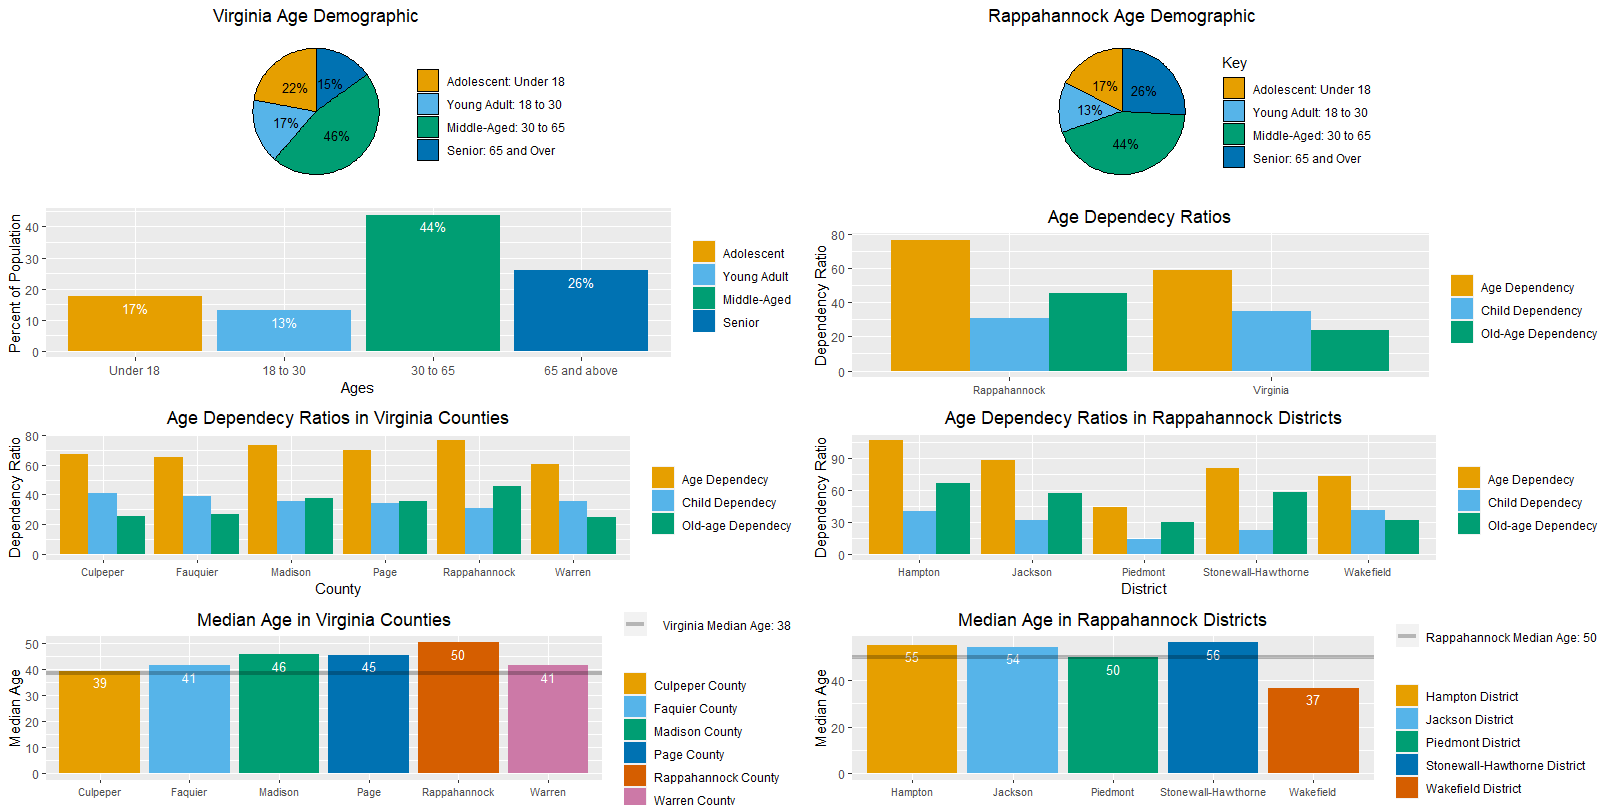 Virginia Age Demographic
22%
15%
17%
46%
Adolescent: Under 18
Young Adult: 18 to 30
Middle-Aged: 30 to 65
Senior: 65 and Over
Rappahannock Age Demographic
17%
26%
13%
44%
Key
Adolescent: Under 18
Young Adult: 18 to 30
Middle-Aged: 30 to 65
Senior: 65 and Over
Percent of Population
40
30
20
10
0
17%
13%
44%
26%
Under 18
18 to 30
30 to 65
65 and above
Ages
Adolescent
Young Adult
Middle-Aged
Senior
Age Dependecy Ratios
Dependency Ratio
80
60
40
20
0
Rappahannock
Virginia
Age Dependency
Child Dependency
Old-Age Dependency
Age Dependecy Ratios in Virginia Counties
Dependency Ratio
80
60
40
20
0
Culpeper
Fauquier
Madison
Page
Rappahannock
Warren
County
Age Dependecy
Child Dependecy
Old-age Dependecy
Age Dependecy Ratios in Rappahannock Districts
Dependency Ratio
90
60
30
0
Hampton
Jackson
Piedmont
Stonewall-Hawthorne
Wakefield
District
Age Dependecy
Child Dependecy
Old-age Dependecy
Median Age in Virginia Counties
Median Age
50
40
30
20
10
0
39
41
46
45
50
41
Culpeper
Faquier
Madison
Page
Rappahannock
Warren
Virginia Median Age: 38
Culpeper County
Faquier County
Madison County
Page County
Rappahannock County
Warren County
Median Age in Rappahannock Districts
Median Age
40
20
0
55
54
50
56
37
Hampton
Jackson
Piedmont
Stonewall-Hawthorne
Wakefield
Rappahannock Median Age: 50
Hampton District
Jackson District
Piedmont District
Stonewall-Hawthorne District
Wakefield District